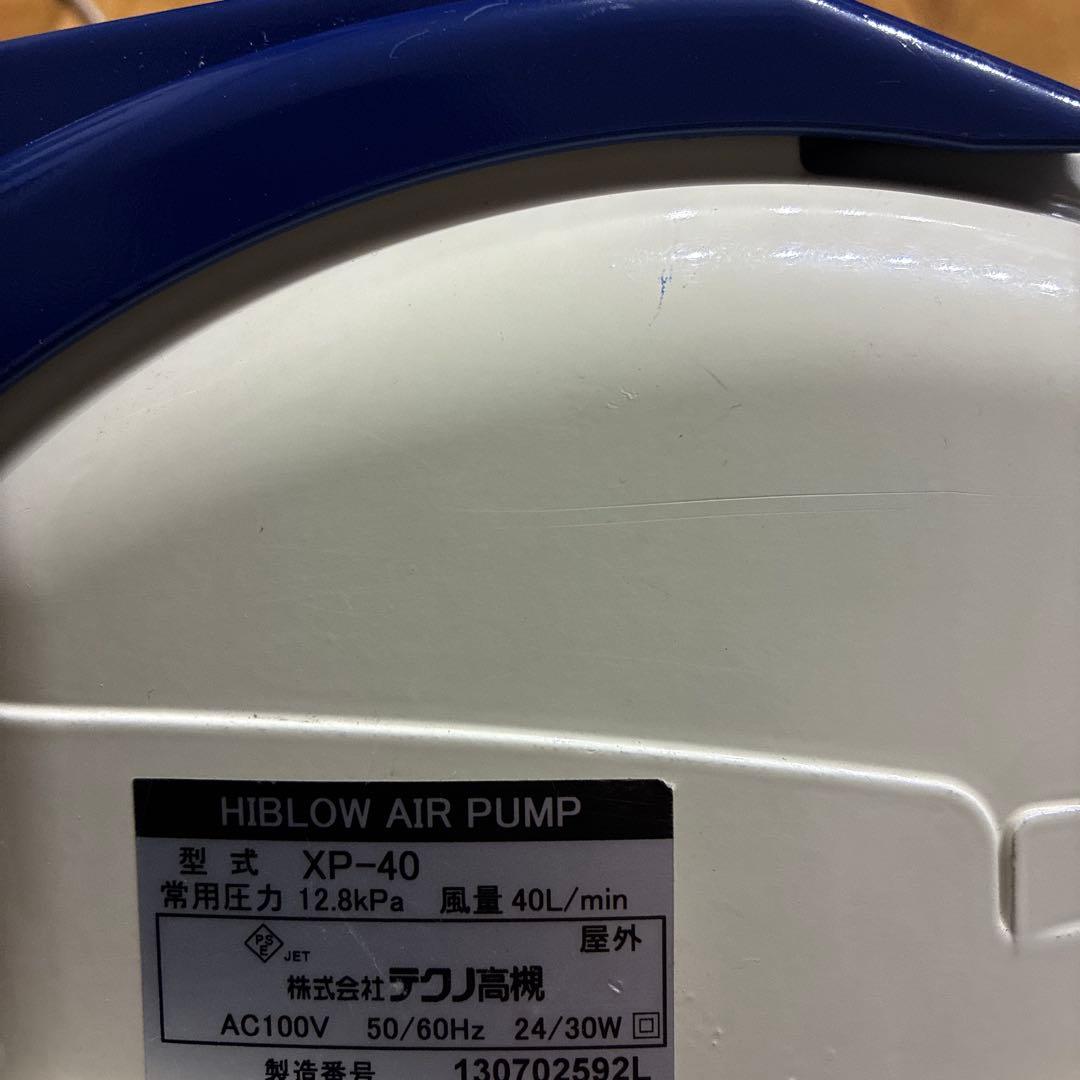 HIBLOW AIR PUMP
型式 XP-40
常用圧力 12.8kPa 風量 40L/min
PSE JET 屋外
株式会社テクノ高槻
AC100V 50/60Hz 24/30W
製造番号 130702592L